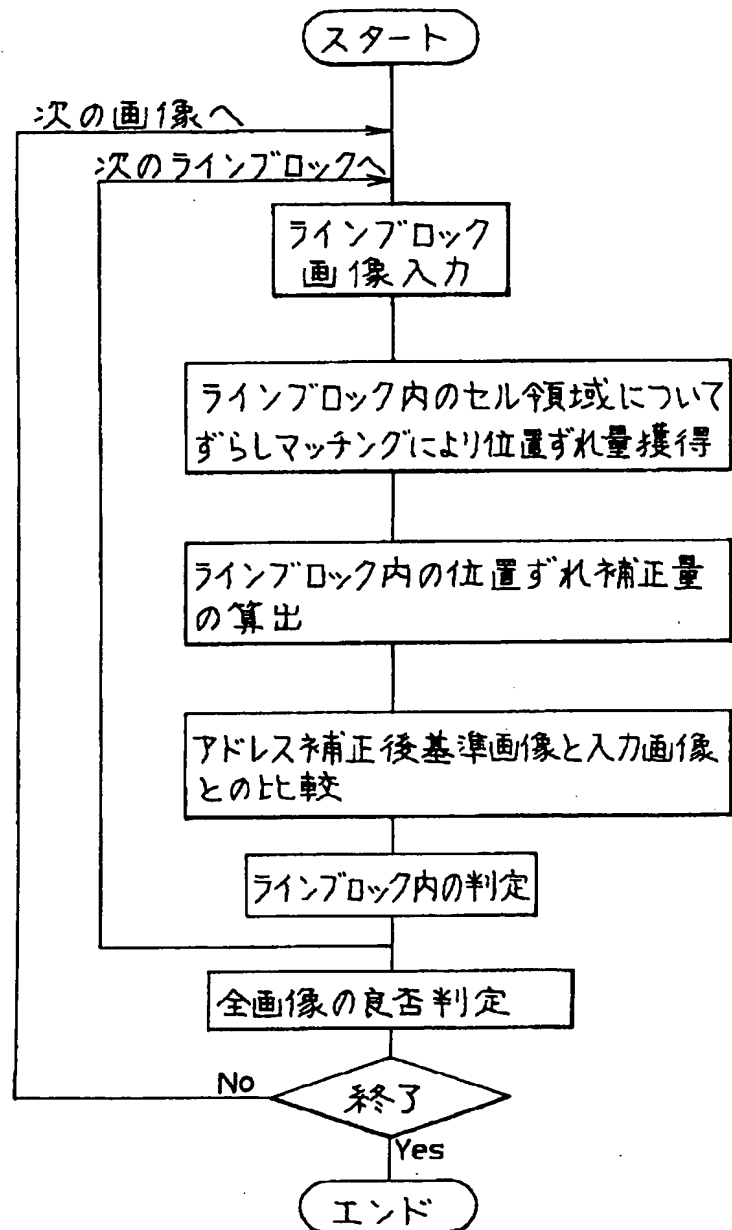 スタート
次の画像へ
次のラインブロックへ
ラインブロック
画像入力
ラインブロック内のセル領域について
ずらしマッチングにより位置ずれ量獲得
ラインブロック内の位置ずれ補正量
の算出
アドレス補正後基準画像と入力画像
との比較
ラインブロック内の判定
全画像の良否判定
No
終了
Yes
エンド